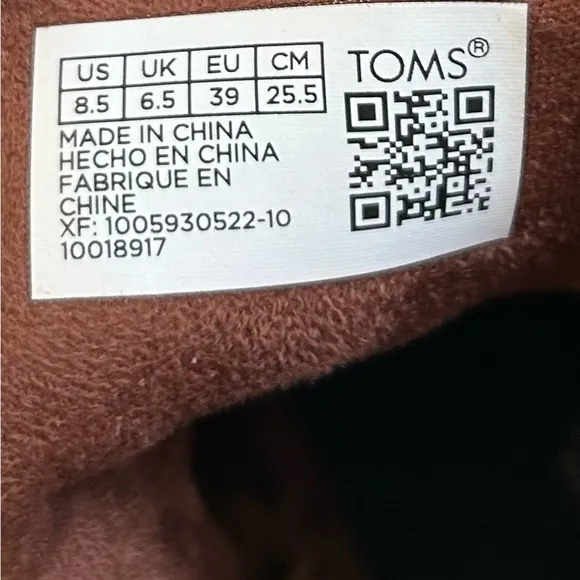 US UK EU CM
8.5 6.5 39 25.5
TOMS®
MADE IN CHINA
HECHO EN CHINA
FABRIQUE EN
CHINE
XF: 1005930522-10
10018917